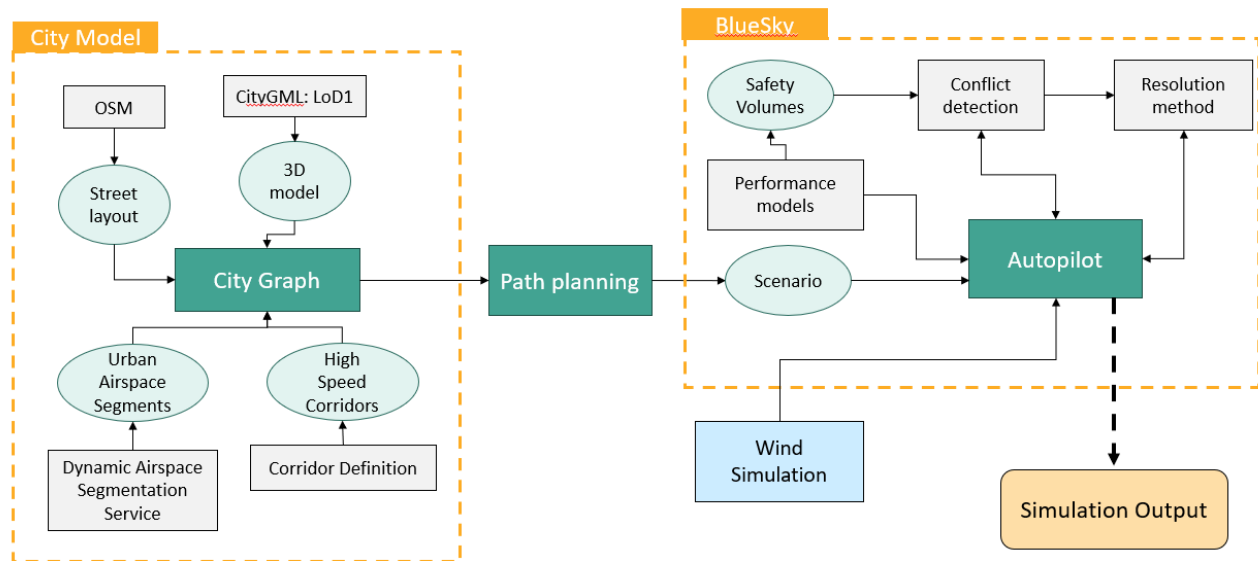 City Model
OSM
CityGML: LoD1
Street
layout
3D
model
City Graph
Urban
Airspace
Segments
High
Speed
Corridors
Dynamic Airspace
Segmentation
Service
Corridor Definition
Path planning
BlueSky
Safety
Volumes
Conflict
detection
Resolution
method
Performance
models
Scenario
Autopilot
Wind
Simulation
Simulation Output